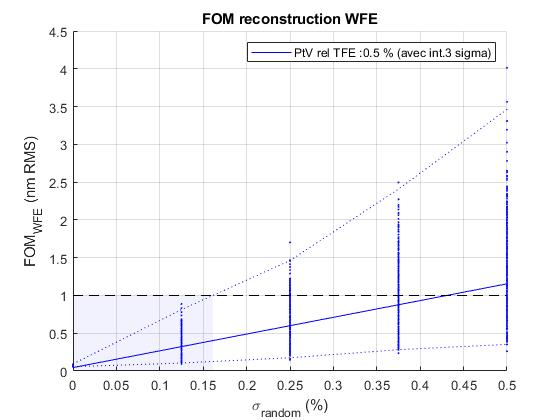 FOM reconstruction WFE
PtV rel TFE :0.5 % (avec int.3 sigma)
FOM_WFE (nm RMS)
4.5
4
3.5
3
2.5
2
1.5
1
0.5
0
0 0.05 0.1 0.15 0.2 0.25 0.3 0.35 0.4 0.45 0.5
σ_random (%)